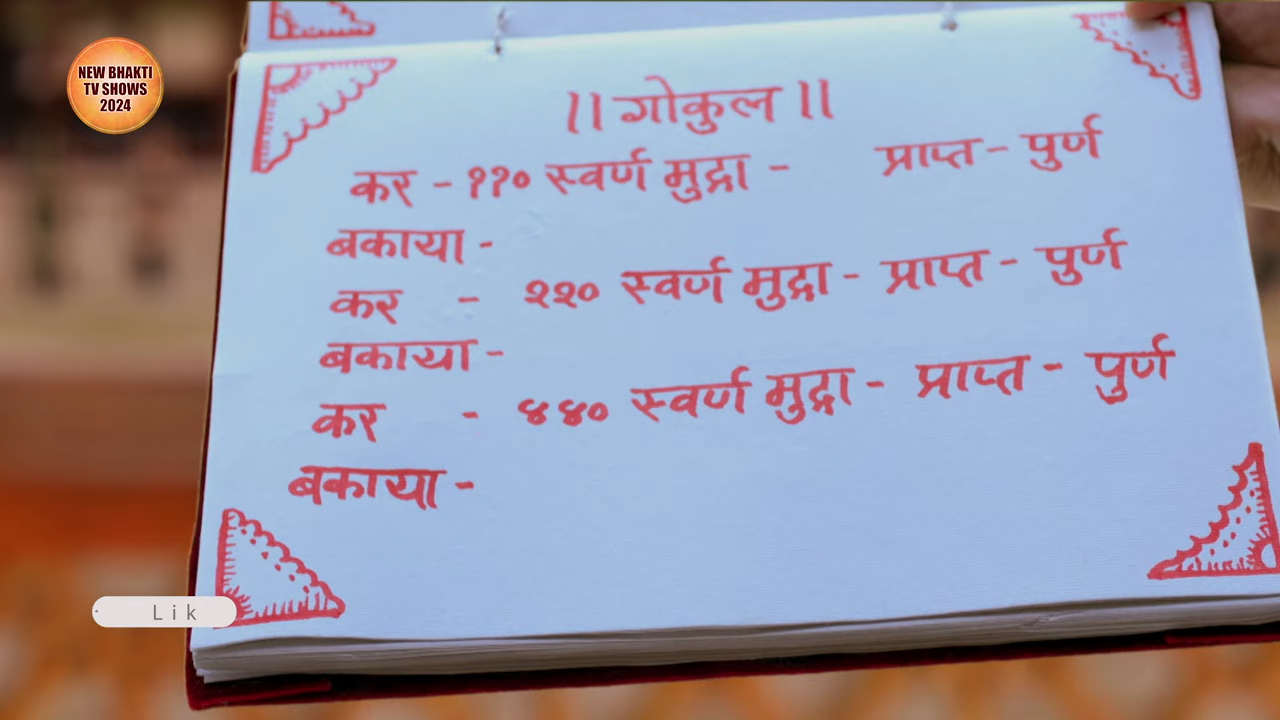 NEW BHAKTI
TV SHOWS
2024
|| गोकुल ||
कर - ११० स्वर्ण मुद्रा - प्राप्त - पुर्ण
बकाया -
कर - २२० स्वर्ण मुद्रा - प्राप्त - पुर्ण
बकाया -
कर - ४४० स्वर्ण मुद्रा - प्राप्त - पुर्ण
बकाया -
Lik